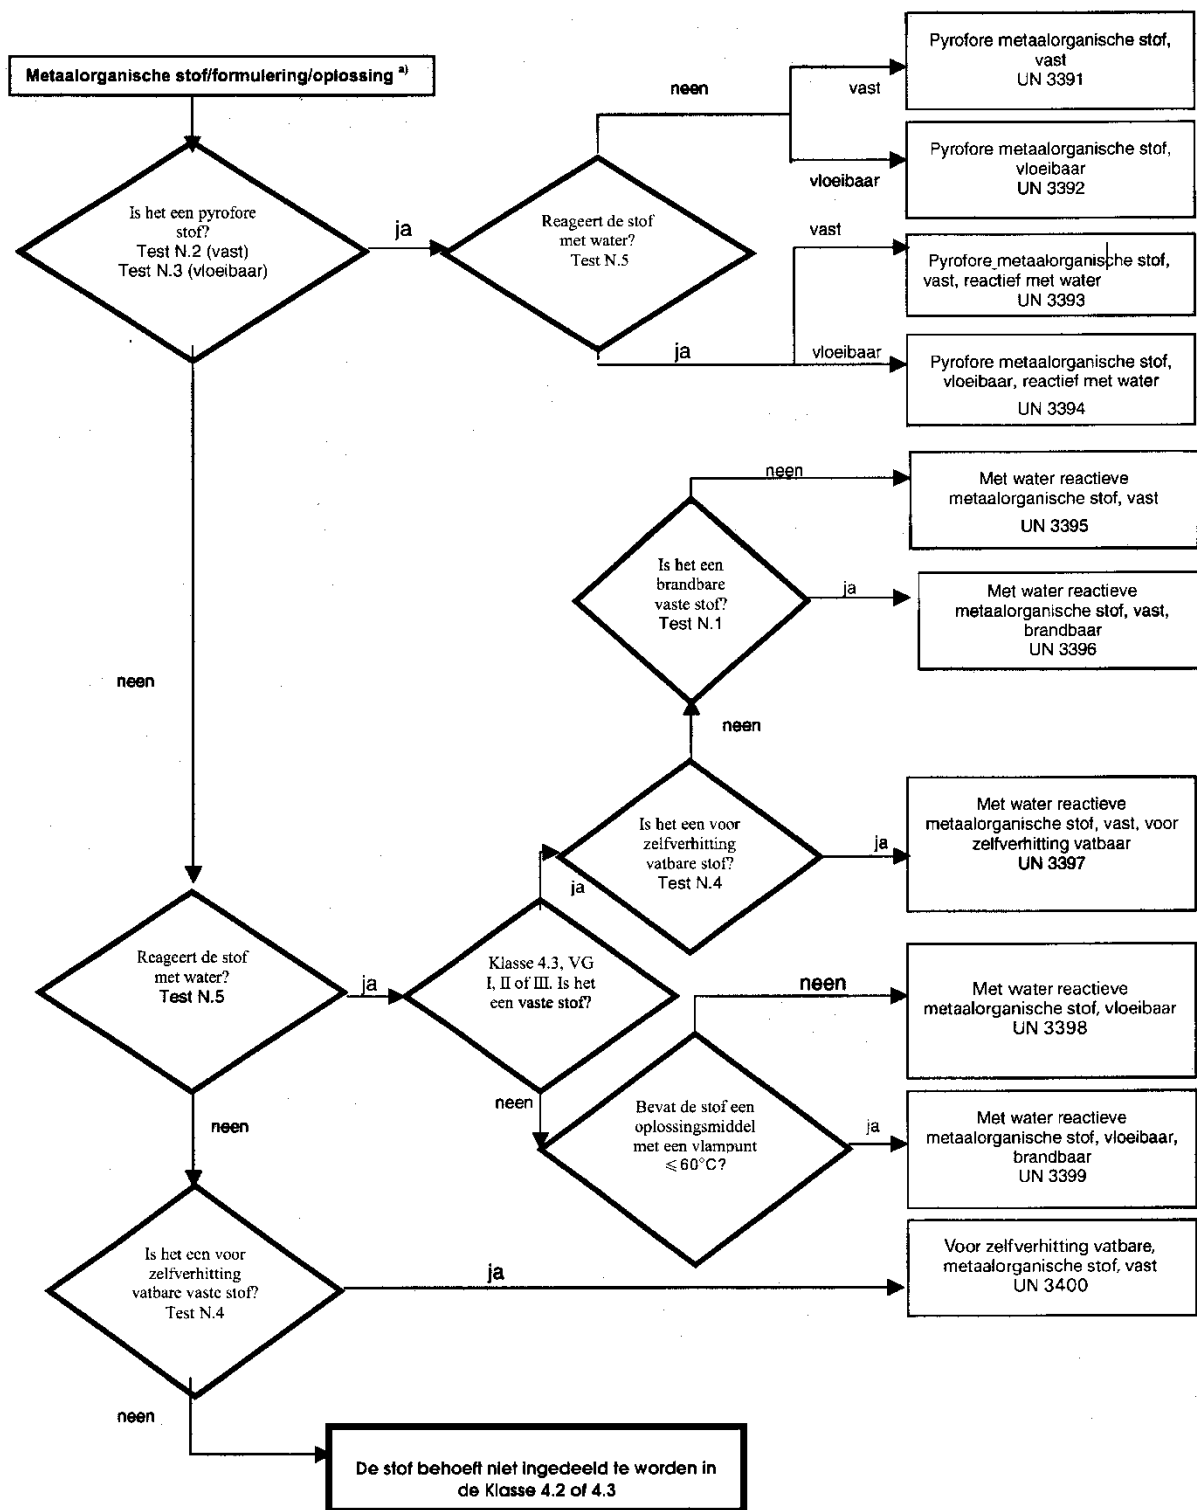 Metaalorganische stof/formulering/oplossing a)
Is het een pyrofore
stof?
Test N.2 (vast)
Test N.3 (vloeibaar)
ja
Reageert de stof
met water?
Test N.5
neen
vast
Pyrofore metaalorganische stof,
vast
UN 3391
vloeibaar
Pyrofore metaalorganische stof,
vloeibaar
UN 3392
vast
Pyrofore metaalorganische stof,
vast, reactief met water
UN 3393
ja
vloeibaar
Pyrofore metaalorganische stof,
vloeibaar, reactief met water
UN 3394
neen
Met water reactieve
metaalorganische stof, vast
UN 3395
Is het een
brandbare
vaste stof?
Test N.1
ja
Met water reactieve
metaalorganische stof, vast,
brandbaar
UN 3396
neen
neen
Is het een voor
zelfverhitting
vatbare stof?
Test N.4
ja
Met water reactieve
metaalorganische stof, vast, voor
zelfverhitting vatbaar
UN 3397
ja
Reageert de stof
met water?
Test N.5
ja
Klasse 4.3, VG
I, II of III. Is het
een vaste stof?
neen
Met water reactieve
metaalorganische stof, vloeibaar
UN 3398
neen
Bevat de stof een
oplossingsmiddel
met een vlampunt
⩽ 60°C?
ja
Met water reactieve
metaalorganische stof, vloeibaar,
brandbaar
UN 3399
neen
Is het een voor
zelfverhitting
vatbare vaste stof?
Test N.4
ja
Voor zelfverhitting vatbare,
metaalorganische stof, vast
UN 3400
neen
De stof behoeft niet ingedeeld te worden in
de Klasse 4.2 of 4.3